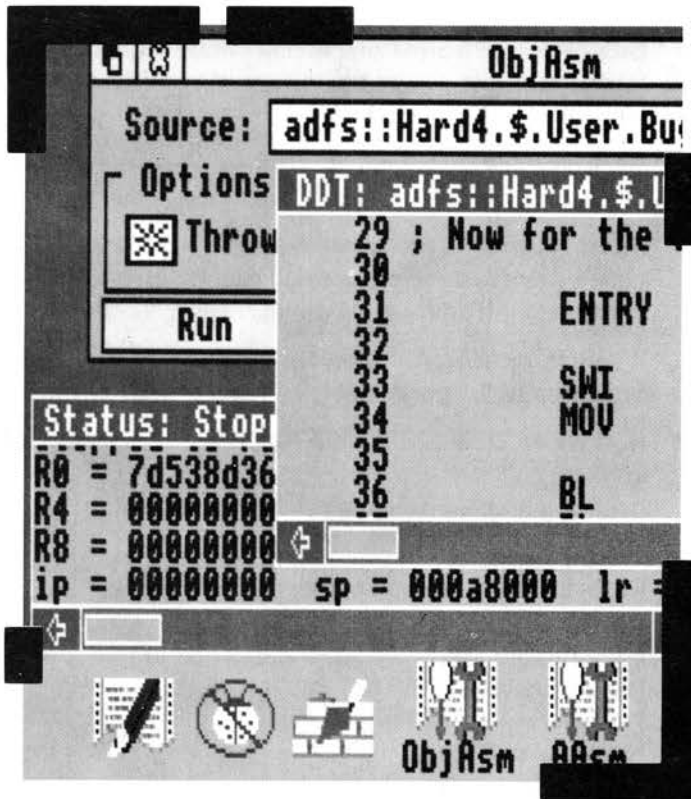 ObjAsm
Source: adfs::Hard4.$.User.Bu
Options
Throw
Run
DDT: adfs::Hard4.$.U
29 ; Now for the
30
31 ENTRY
32
33 SWI
34 MOV
35
36 BL
Status: Stopp
R0 = 7d538d36
R4 = 00000000
R8 = 00000000
ip = 00000000 sp = 000a8000 lr =
ObjAsm AAsm